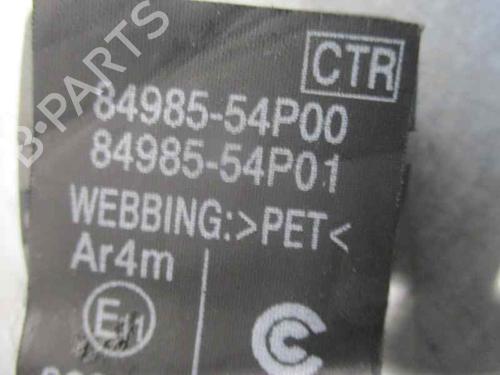 CTR
84985-54P00
84985-54P01
WEBBING:>PET<
Ar4m
E11
B-PARTS